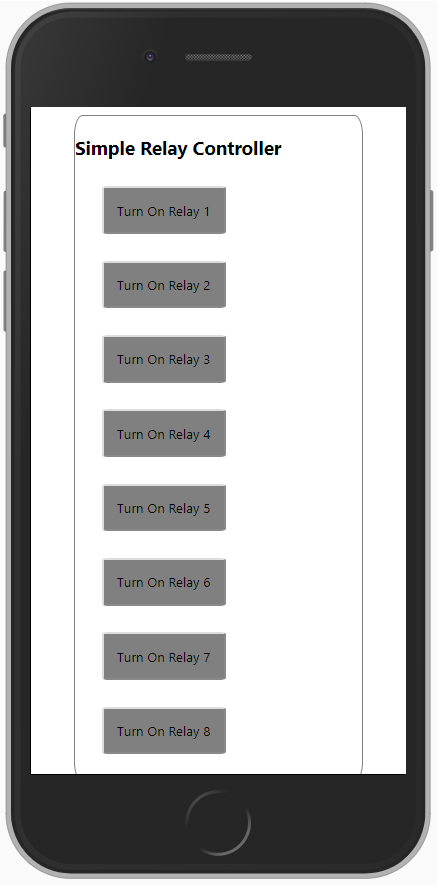 Simple Relay Controller
Turn On Relay 1
Turn On Relay 2
Turn On Relay 3
Turn On Relay 4
Turn On Relay 5
Turn On Relay 6
Turn On Relay 7
Turn On Relay 8